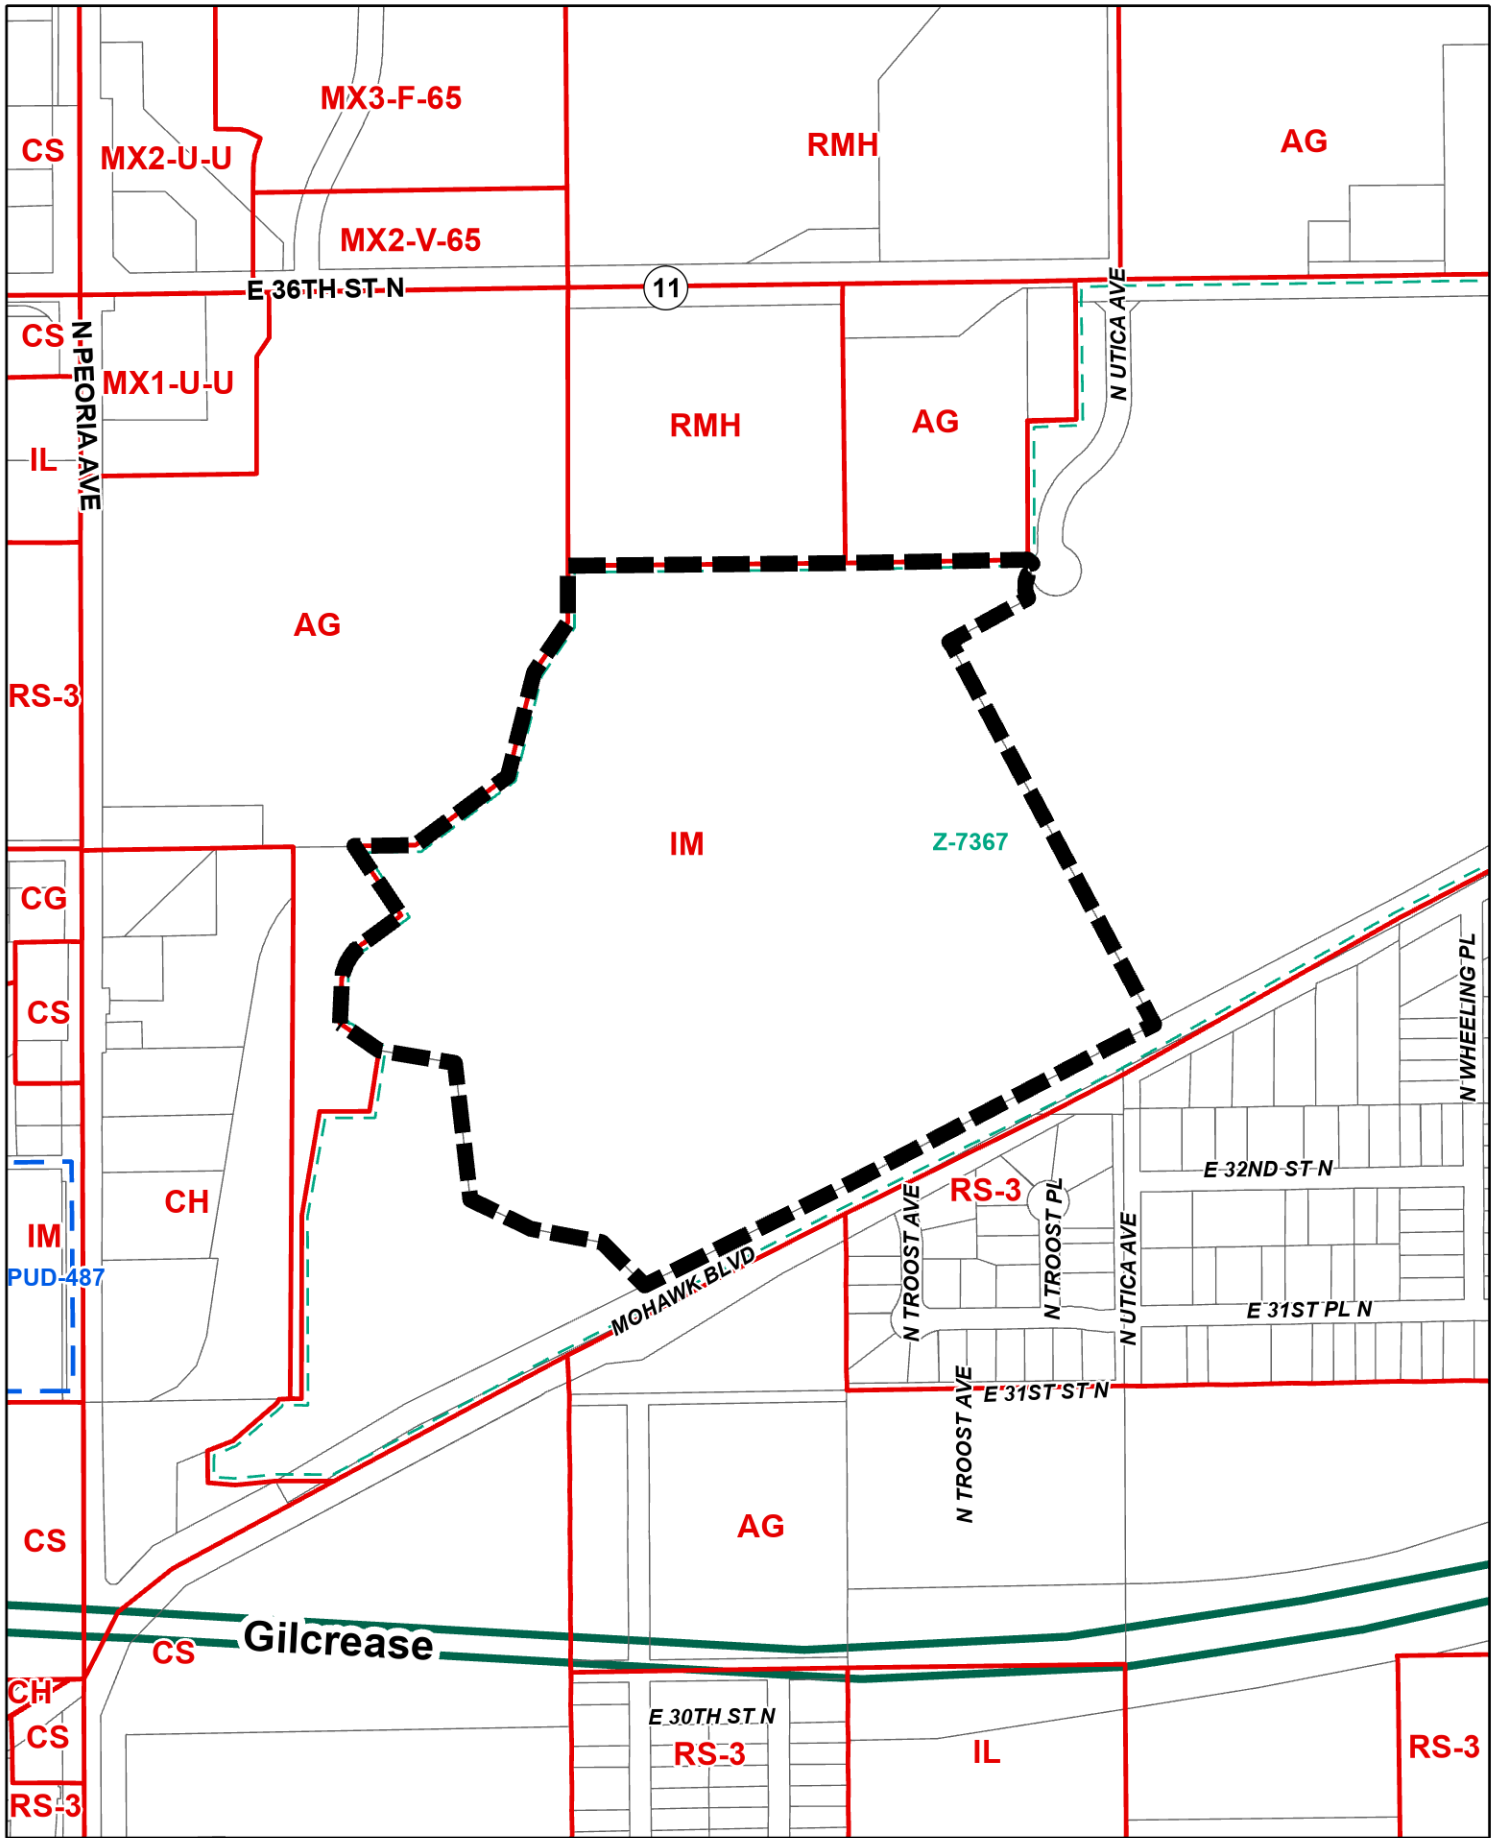 MX3-F-65
CS
MX2-U-U
RMH
AG
MX2-V-65
E 36TH ST N
11
N UTICA AVE
CS
N PEORIA AVE
MX1-U-U
RMH
AG
IL
AG
RS-3
IM
Z-7367
CG
CS
N WHEELING PL
E 32ND ST N
RS-3
CH
N TROOST AVE
N TROOST PL
N UTICA AVE
IM
PUD-487
MOHAWK BLVD
E 31ST PL N
E 31ST ST N
N TROOST AVE
AG
CS
Gilcrease
CS
CH
CS
E 30TH ST N
RS-3
IL
RS-3
RS-3